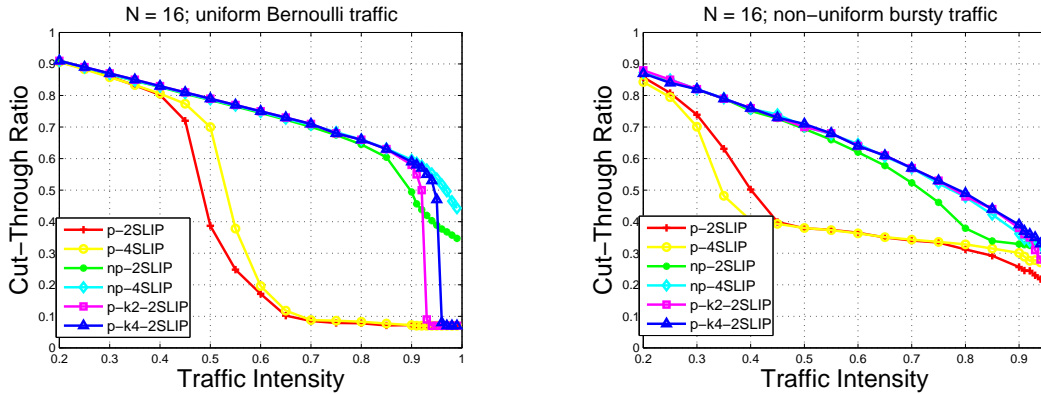 N = 16; uniform Bernoulli traffic
1
0.9
0.8
0.7
0.6
0.5
0.4
0.3
0.2
0.1
0
Cut−Through Ratio
p−2SLIP
p−4SLIP
np−2SLIP
np−4SLIP
p−k2−2SLIP
p−k4−2SLIP
0.2 0.3 0.4 0.5 0.6 0.7 0.8 0.9 1
Traffic Intensity
N = 16; non−uniform bursty traffic
1
0.9
0.8
0.7
0.6
0.5
0.4
0.3
0.2
0.1
0
Cut−Through Ratio
p−2SLIP
p−4SLIP
np−2SLIP
np−4SLIP
p−k2−2SLIP
p−k4−2SLIP
0.2 0.3 0.4 0.5 0.6 0.7 0.8 0.9
Traffic Intensity